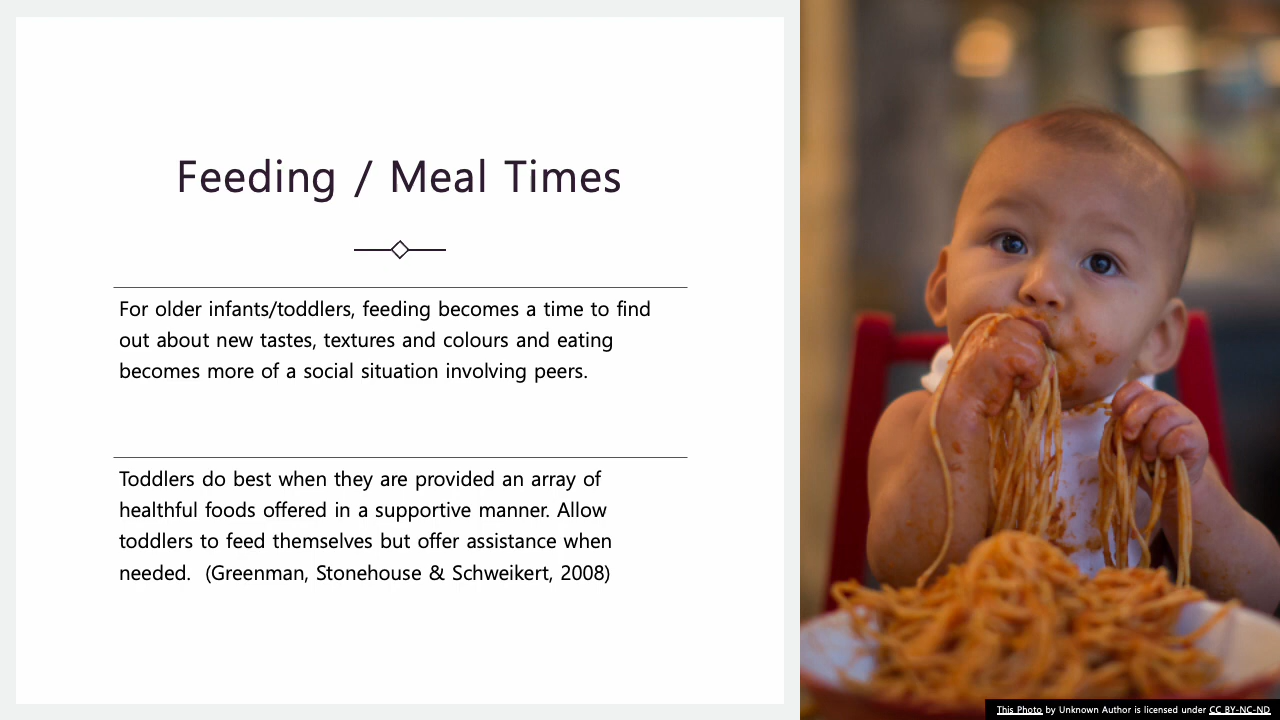 Feeding / Meal Times
For older infants/toddlers, feeding becomes a time to find
out about new tastes, textures and colours and eating
becomes more of a social situation involving peers.
Toddlers do best when they are provided an array of
healthful foods offered in a supportive manner. Allow
toddlers to feed themselves but offer assistance when
needed.  (Greenman, Stonehouse & Schweikert, 2008)
This Photo by Unknown Author is licensed under CC BY-NC-ND